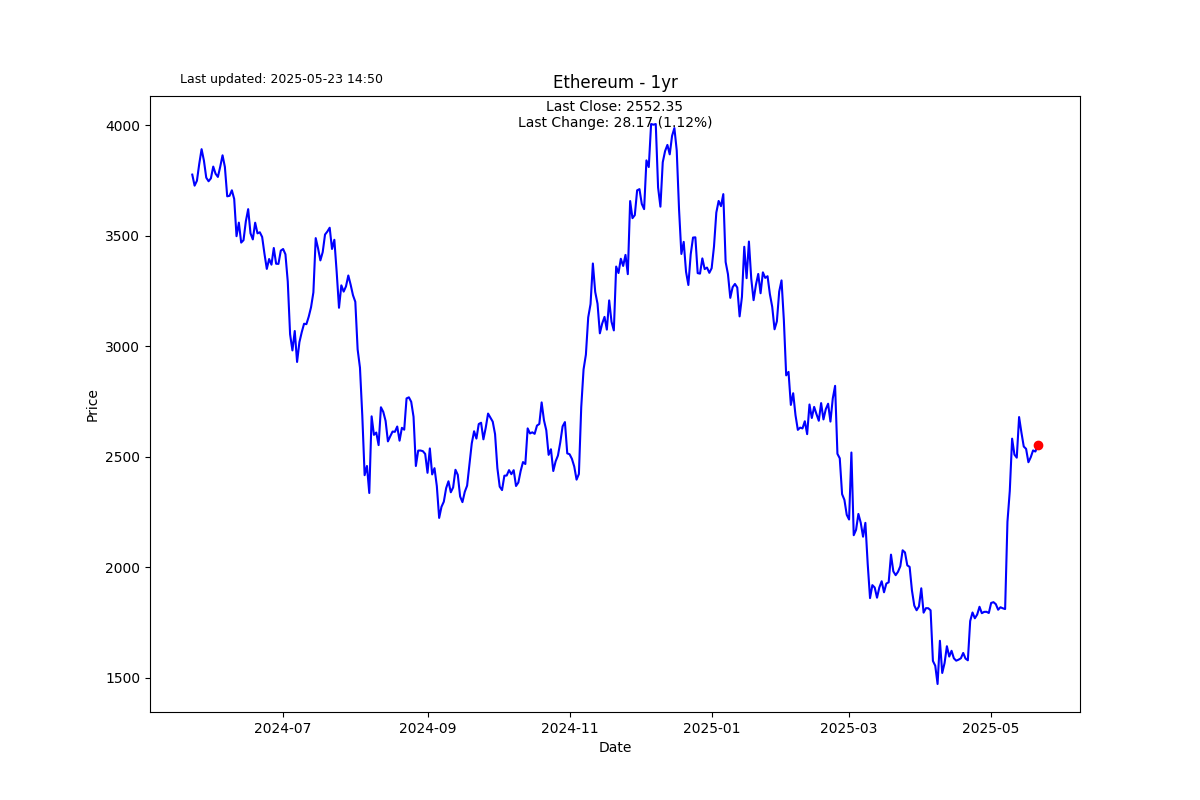 Last updated: 2025-05-23 14:50
Ethereum - 1yr
Last Close: 2552.35
Last Change: 28.17 (1.12%)
4000
3500
3000
2500
2000
1500
Price
2024-07
2024-09
2024-11
2025-01
2025-03
2025-05
Date